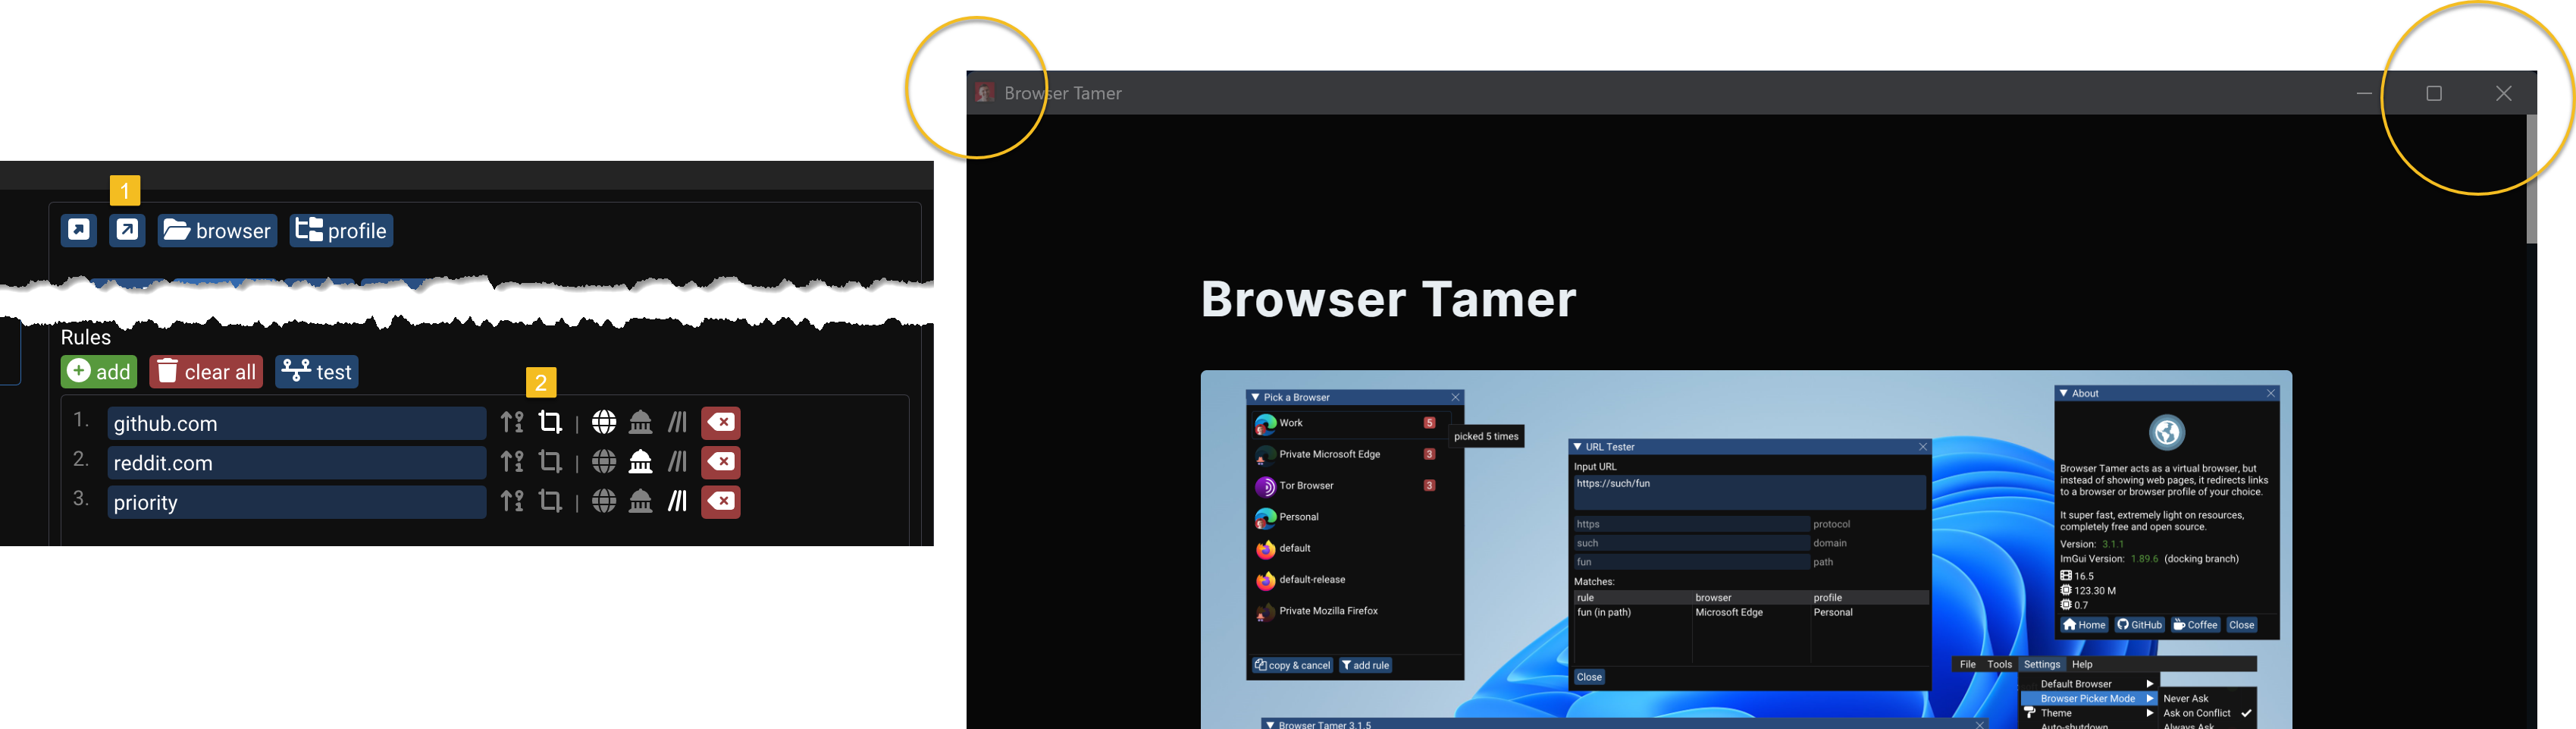 1
browser profile
Rules
add clear all test
2
1. github.com
2. reddit.com
3. priority
Browser Tamer
Browser Tamer
Pick a Browser
Work 5
picked 5 times
Private Microsoft Edge 3
Tor Browser 3
Personal
default
default-release
Private Mozilla Firefox
copy & cancel add rule
URL Tester
Input URL
https://such/fun
https protocol
such domain
fun path
Matches:
rule browser profile
fun (in path) Microsoft Edge Personal
Close
About
Browser Tamer acts as a virtual browser, but
instead of showing web pages, it redirects links
to a browser or browser profile of your choice.
It super fast, extremely light on resources,
completely free and open source.
Version: 3.1.1
ImGui Version: 1.89.6 (docking branch)
16.5
123.30 M
0.7
Home GitHub Coffee Close
File Tools Settings Help
Default Browser
Browser Picker Mode
Theme
Auto-shutdown
Never Ask
Ask on Conflict
Always Ask
Browser Tamer 3.1.5